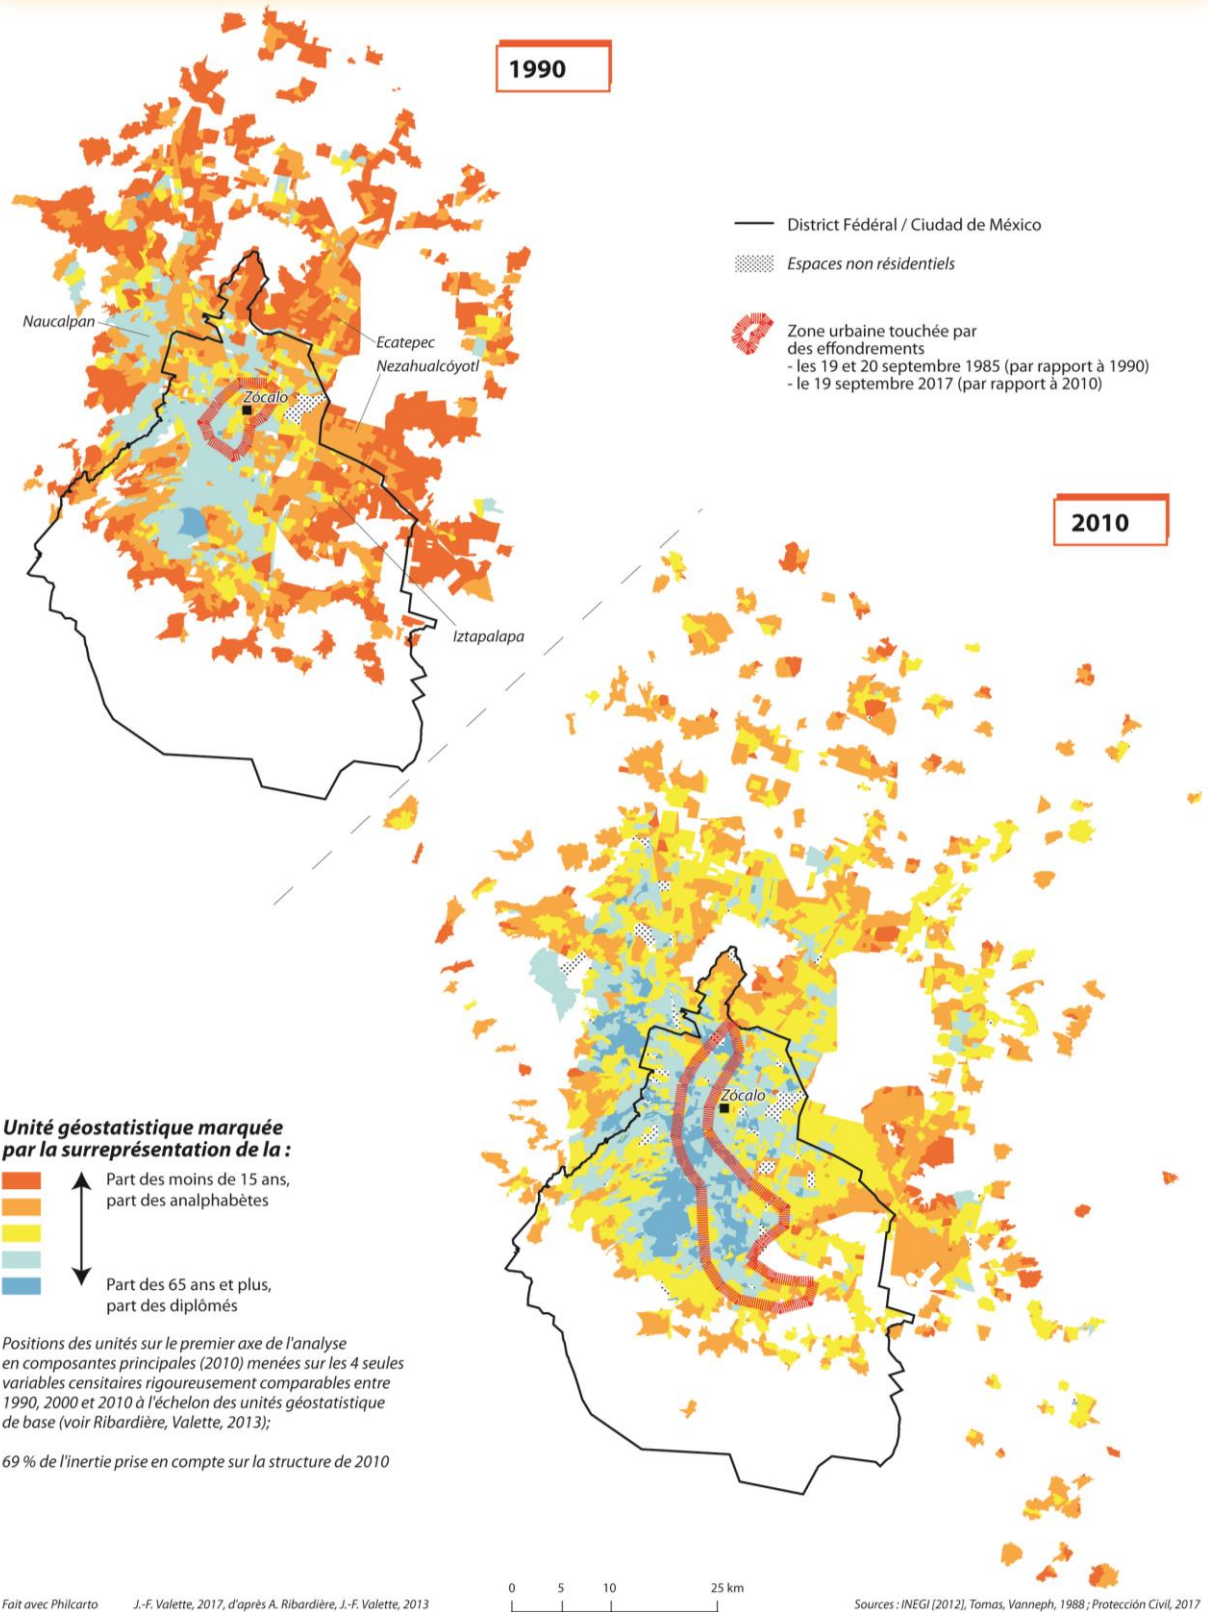 1990
District Fédéral / Ciudad de México
Espaces non résidentiels
Zone urbaine touchée par
des effondrements
- les 19 et 20 septembre 1985 (par rapport à 1990)
- le 19 septembre 2017 (par rapport à 2010)
Naucalpan
Ecatepec
Nezahualcóyotl
Zócalo
Iztapalapa
2010
Zócalo
Unité géostatistique marquée
par la surreprésentation de la :
Part des moins de 15 ans,
part des analphabètes
Part des 65 ans et plus,
part des diplômés
Positions des unités sur le premier axe de l'analyse
en composantes principales (2010) menées sur les 4 seules
variables censitaires rigoureusement comparables entre
1990, 2000 et 2010 à l'échelon des unités géostatistique
de base (voir Ribardière, Valette, 2013);
69 % de l'inertie prise en compte sur la structure de 2010
0 5 10 25 km
Fait avec Philcarto J.-F. Valette, 2017, d'après A. Ribardière, J.-F. Valette, 2013
Sources : INEGI [2012], Tomas, Vanneph, 1988 ; Protección Civil, 2017